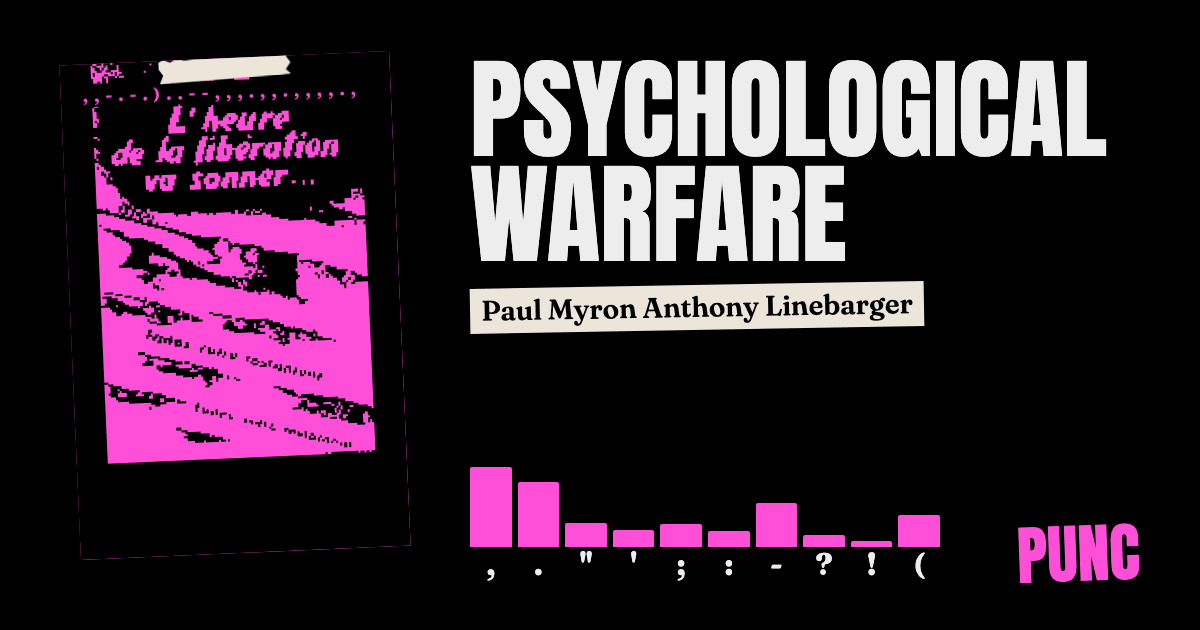 ,,-.-.)..--,,,,,,.,,,,.,
L'heure
de la libération
va sonner...
PSYCHOLOGICAL
WARFARE
Paul Myron Anthony Linebarger
, . " ' ; : - ? ! (
PUNC